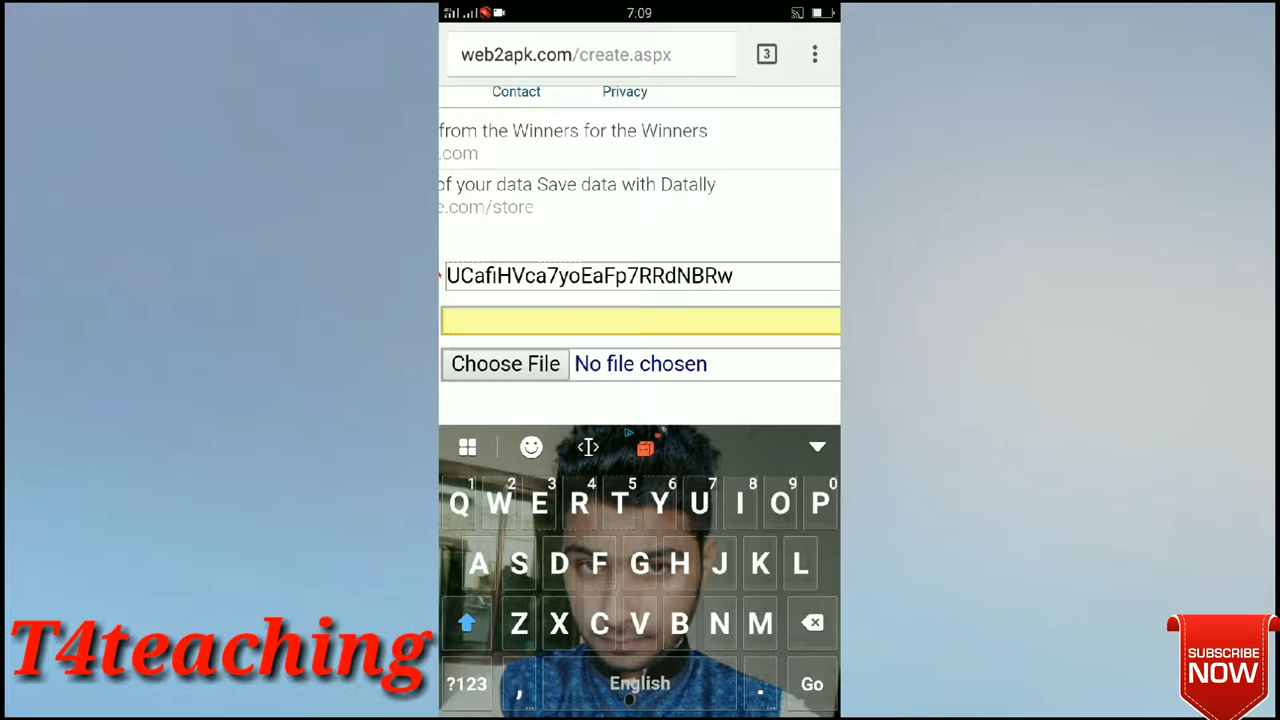 7:09
web2apk.com/create.aspx
3
Contact Privacy
from the Winners for the Winners
.com
of your data Save data with Datally
e.com/store
* UCafiHVca7yoEaFp7RRdNBRw
Choose File No file chosen
1 2 3 4 5 6 7 8 9 0
Q W E R T Y U I O P
A S D F G H J K L
Z X C V B N M
?123 , English . Go
T4teaching
SUBSCRIBE
NOW